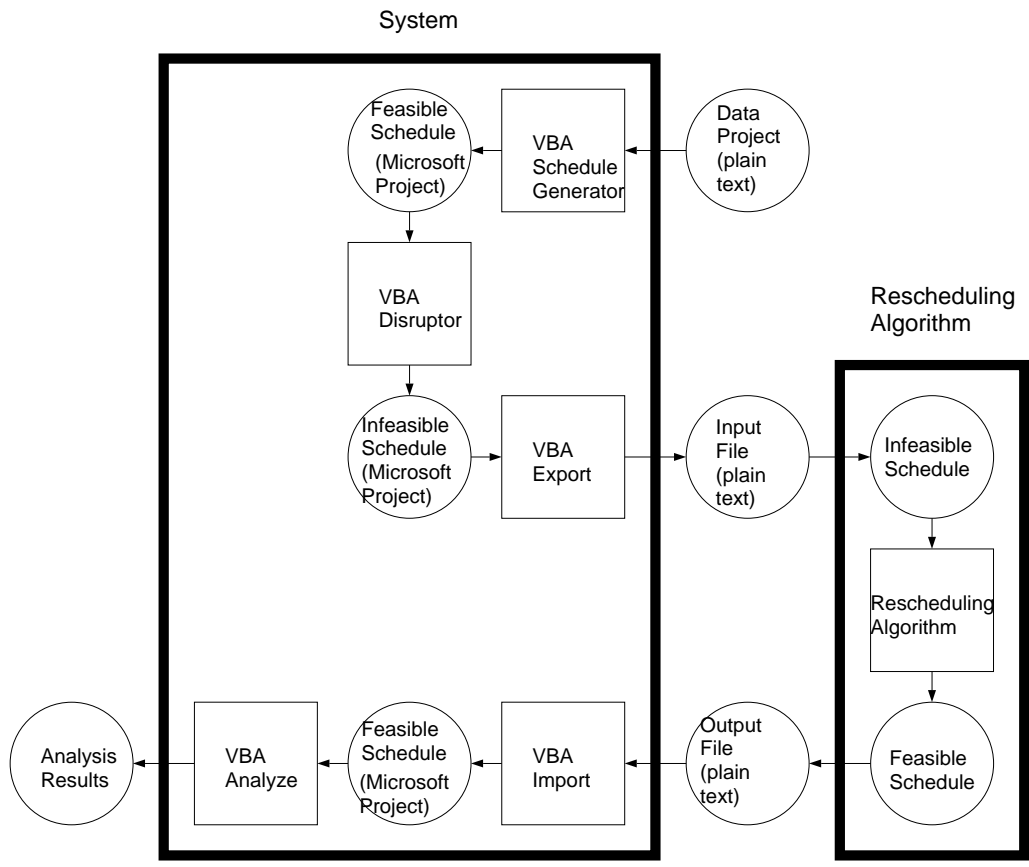 System
Feasible
Schedule
(Microsoft
Project)
VBA
Schedule
Generator
Data
Project
(plain
text)
VBA
Disruptor
Rescheduling
Algorithm
Infeasible
Schedule
(Microsoft
Project)
VBA
Export
Input
File
(plain
text)
Infeasible
Schedule
Rescheduling
Algorithm
Analysis
Results
VBA
Analyze
Feasible
Schedule
(Microsoft
Project)
VBA
Import
Output
File
(plain
text)
Feasible
Schedule